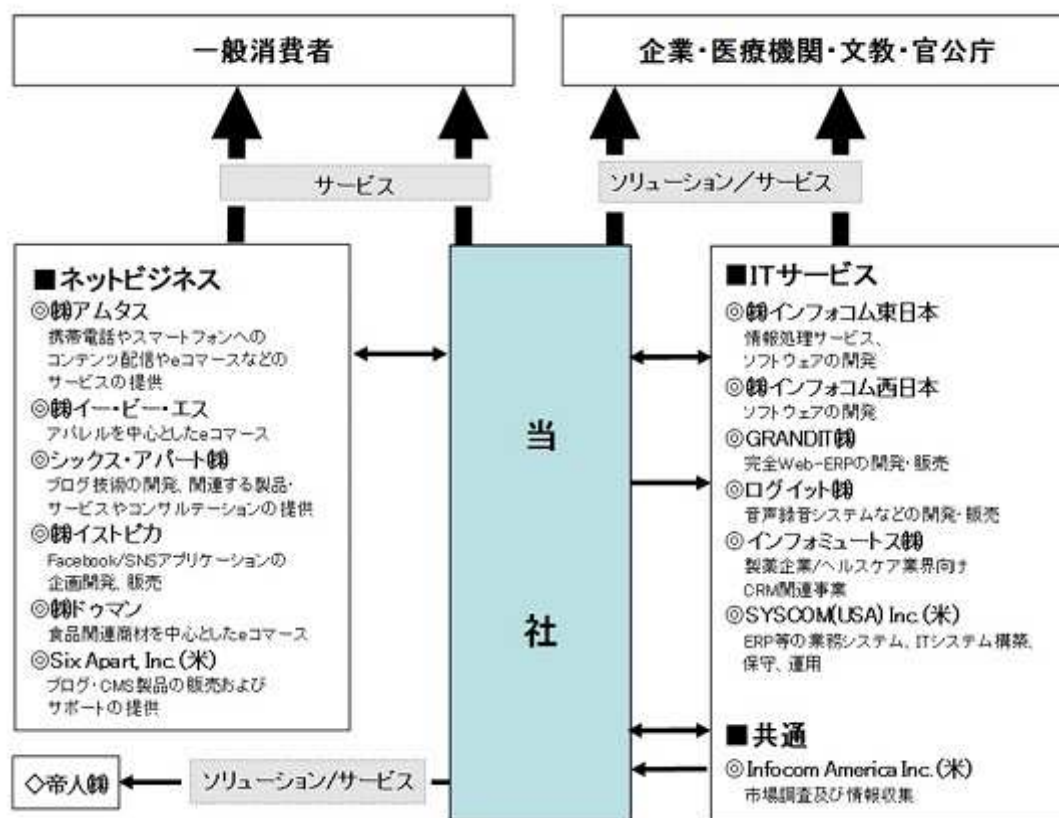 一般消費者
企業・医療機関・文教・官公庁
サービス
ソリューション／サービス
■ネットビジネス
◎㈱アムタス
携帯電話やスマートフォンへの
コンテンツ配信やeコマースなどの
サービスの提供
◎㈱イー・ビー・エス
アパレルを中心としたeコマース
◎シックス・アパート㈱
ブログ技術の開発、関連する製品・
サービスやコンサルテーションの提供
◎㈱イストピカ
Facebook/SNSアプリケーションの
企画開発、販売
◎㈱ドゥマン
食品関連商材を中心としたeコマース
◎Six Apart, Inc.（米）
ブログ・CMS製品の販売および
サポートの提供
当
社
■ITサービス
◎㈱インフォコム東日本
情報処理サービス、
ソフトウェアの開発
◎㈱インフォコム西日本
ソフトウェアの開発
◎GRANDIT㈱
完全Web-ERPの開発・販売
◎ログイット㈱
音声録音システムなどの開発・販売
◎インフォミュートス㈱
製薬企業/ヘルスケア業界向け
CRM関連事業
◎SYSCOM(USA) Inc.（米）
ERP等の業務システム、ITシステム構築、
保守、運用
■共通
◎Infocom America Inc.（米）
市場調査及び情報収集
◇帝人㈱
ソリューション/サービス